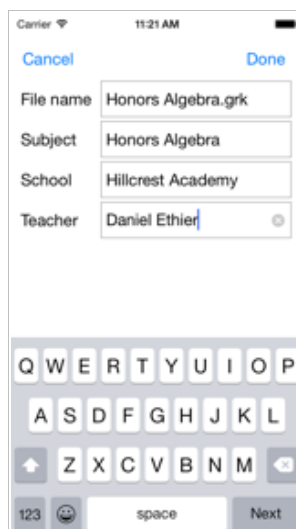 Carrier 11:21 AM
Cancel Done
File name Honors Algebra.grk
Subject Honors Algebra
School Hillcrest Academy
Teacher Daniel Ethier
Q W E R T Y U I O P
A S D F G H J K L
Z X C V B N M
123 space Next